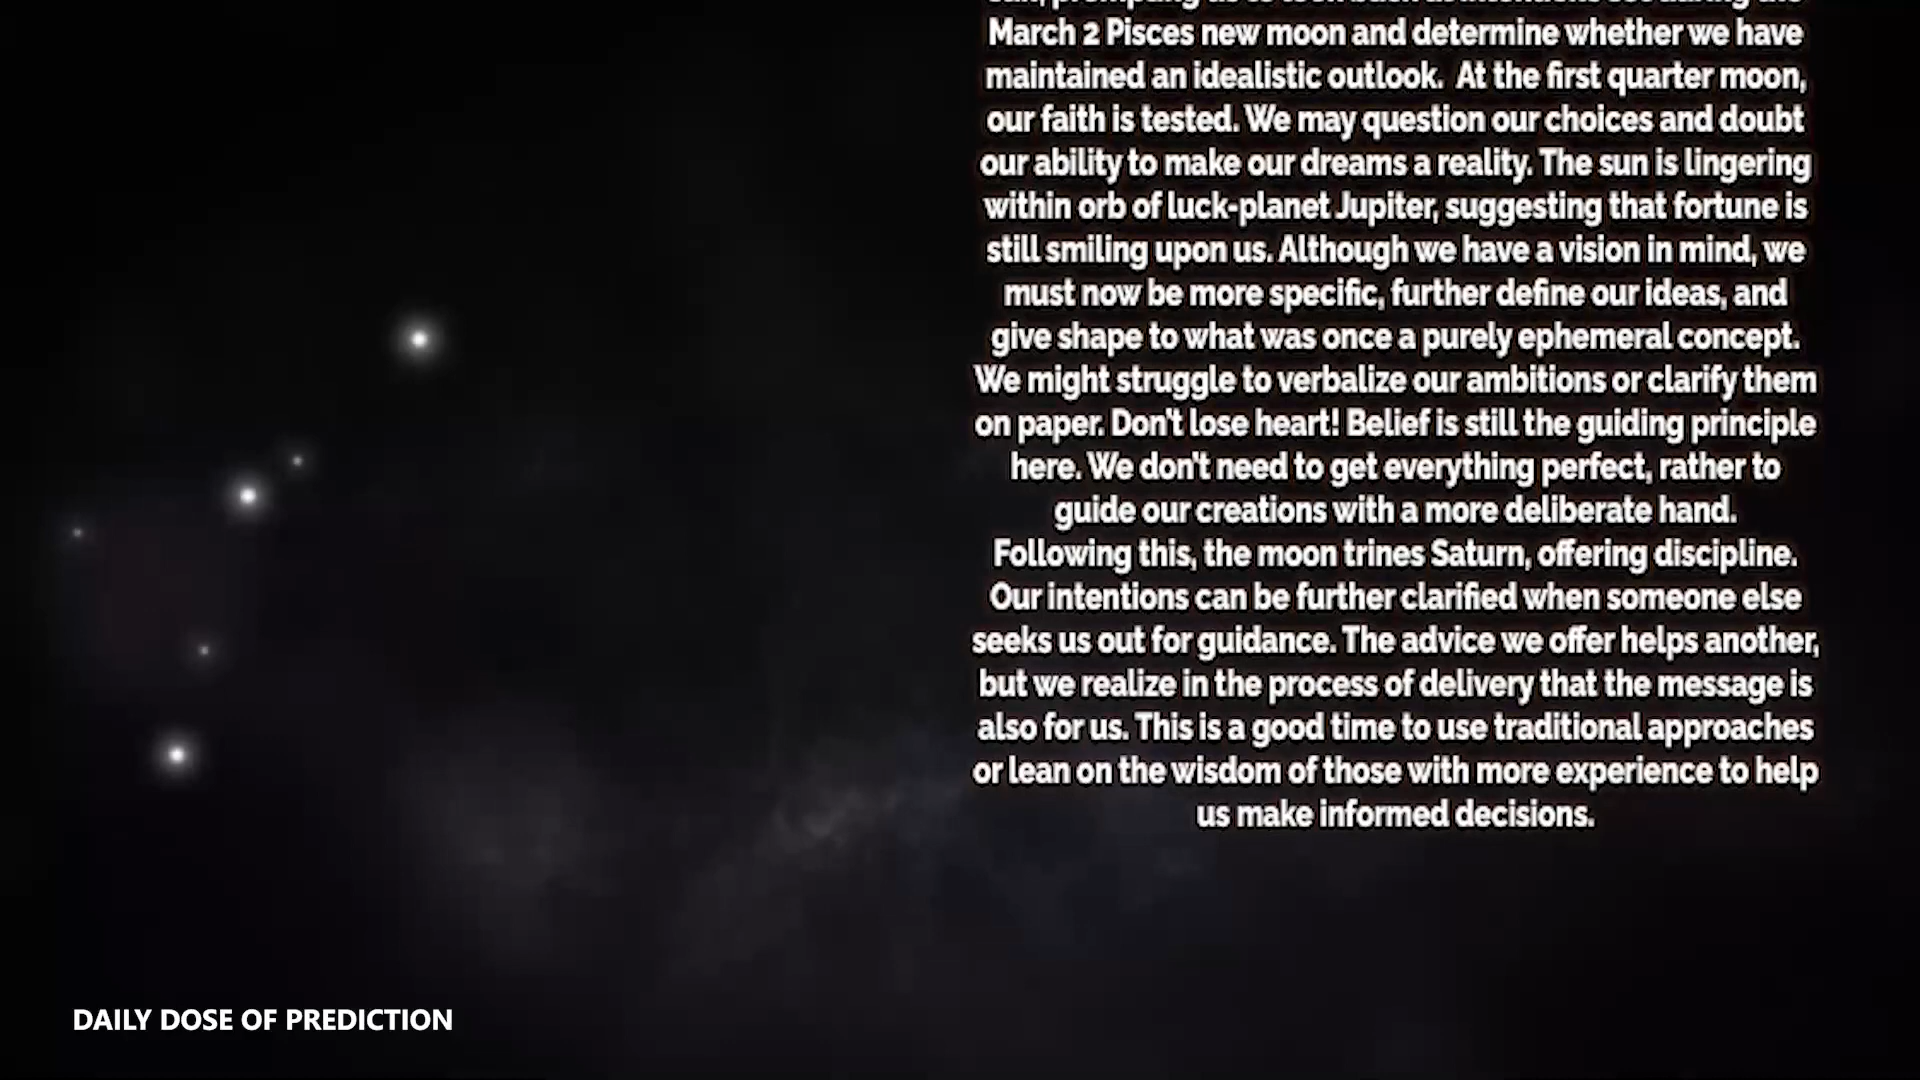 March 2 Pisces new moon and determine whether we have
maintained an idealistic outlook.  At the first quarter moon,
our faith is tested. We may question our choices and doubt
our ability to make our dreams a reality. The sun is lingering
within orb of luck-planet Jupiter, suggesting that fortune is
still smiling upon us. Although we have a vision in mind, we
must now be more specific, further define our ideas, and
give shape to what was once a purely ephemeral concept.
We might struggle to verbalize our ambitions or clarify them
on paper. Don't lose heart! Belief is still the guiding principle
here. We don't need to get everything perfect, rather to
guide our creations with a more deliberate hand.
Following this, the moon trines Saturn, offering discipline.
Our intentions can be further clarified when someone else
seeks us out for guidance. The advice we offer helps another,
but we realize in the process of delivery that the message is
also for us. This is a good time to use traditional approaches
or lean on the wisdom of those with more experience to help
us make informed decisions.
DAILY DOSE OF PREDICTION